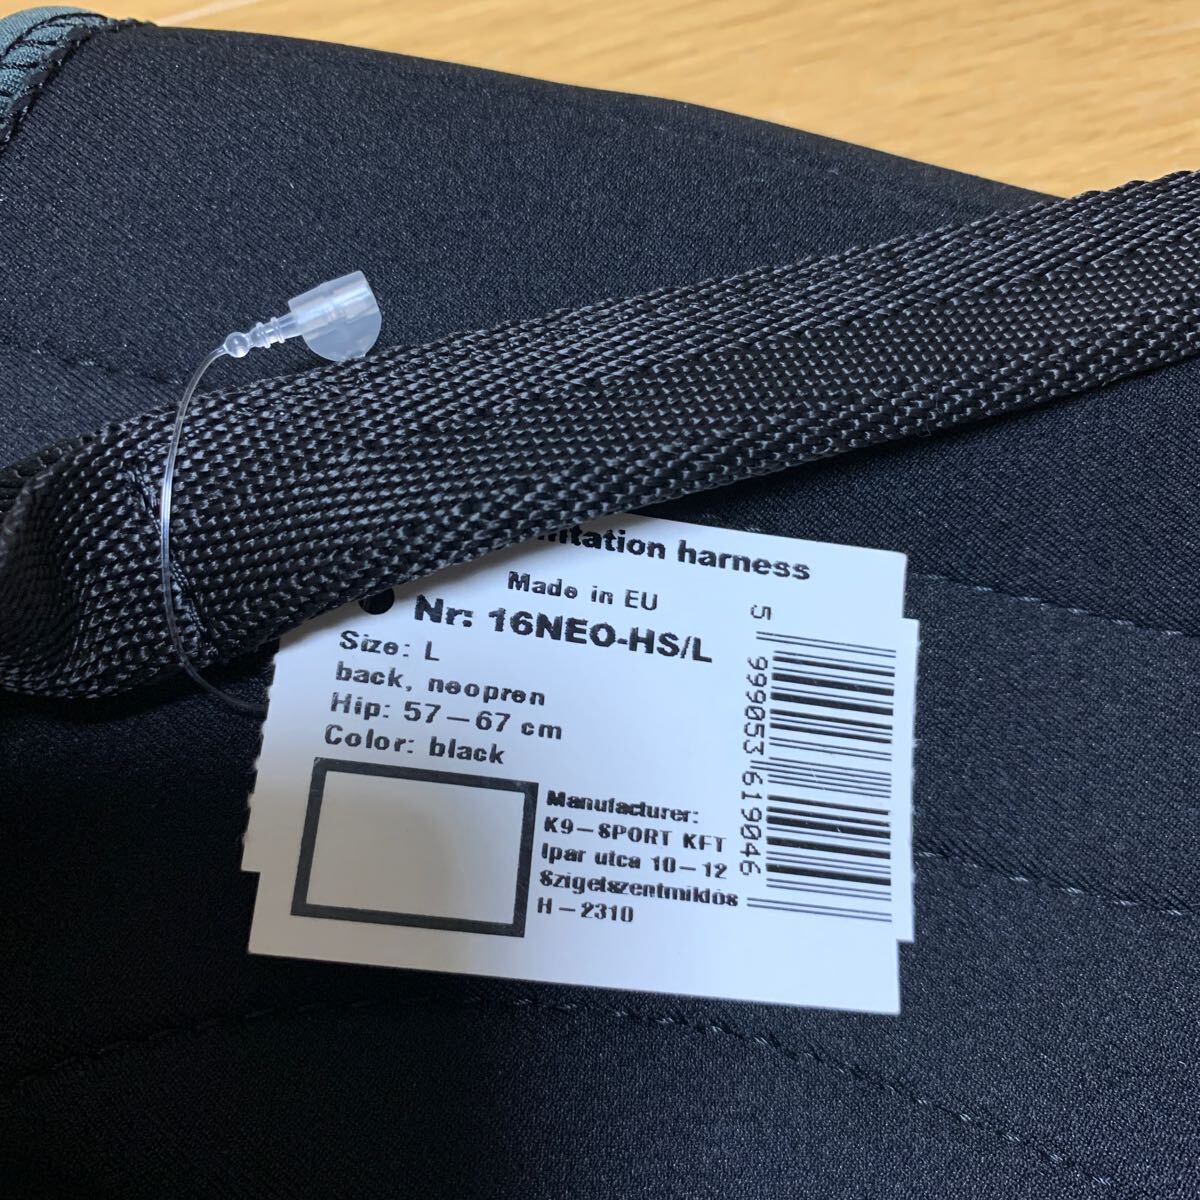 harness
Made in EU
Nr: 16NEO-HS/L
Size: L
back, neopren
Hip: 57-67 cm
Color: black
Manufacturer:
K9-SPORT KFT
Ipar utca 10-12
Szigetszentmiklós
H-2310
5 999053 619046